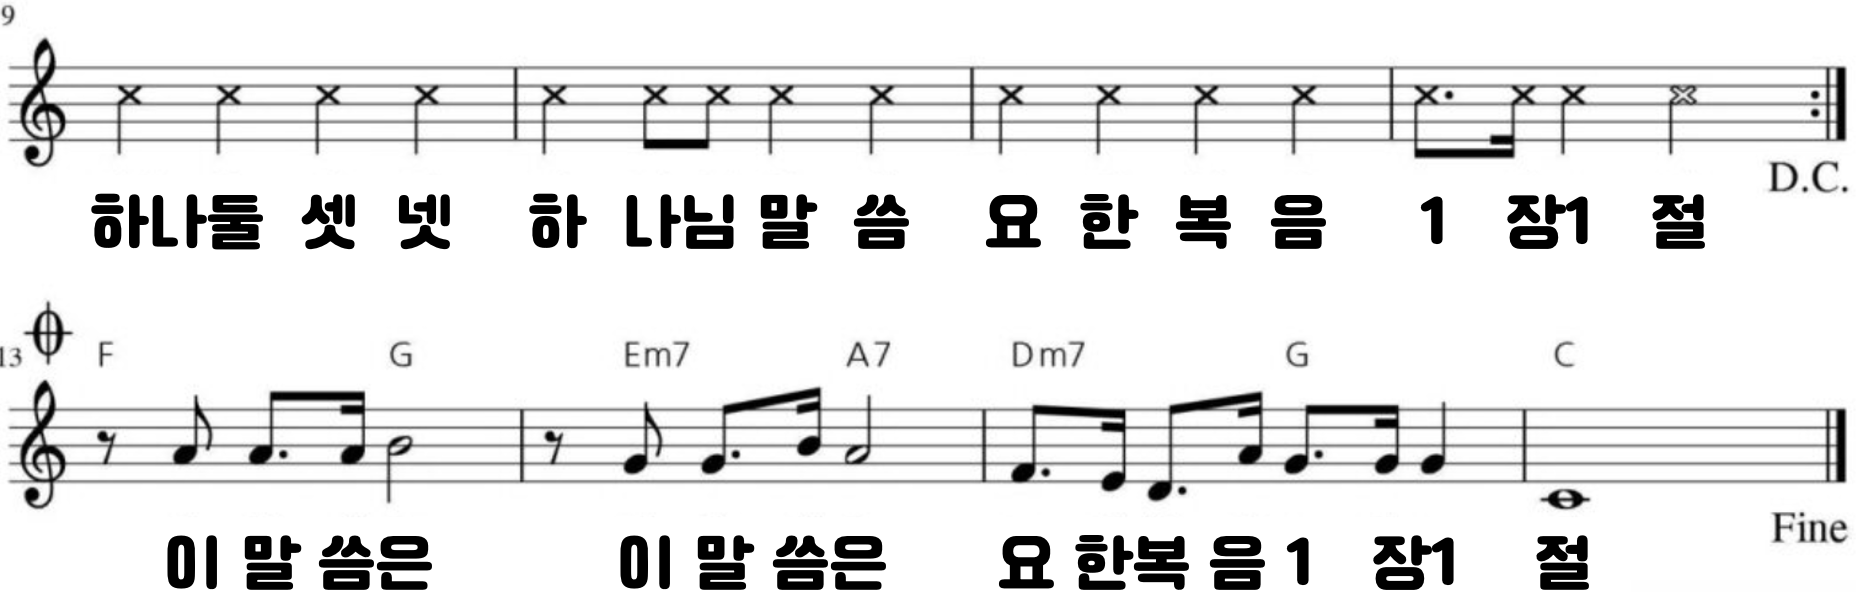 9
하나둘 셋 넷 하 나님 말 씀 요 한 복 음 1 장1 절
D.C.
13 F G Em7 A7 Dm7 G C
이 말 씀은 이 말 씀은 요 한복 음 1 장1 절
Fine